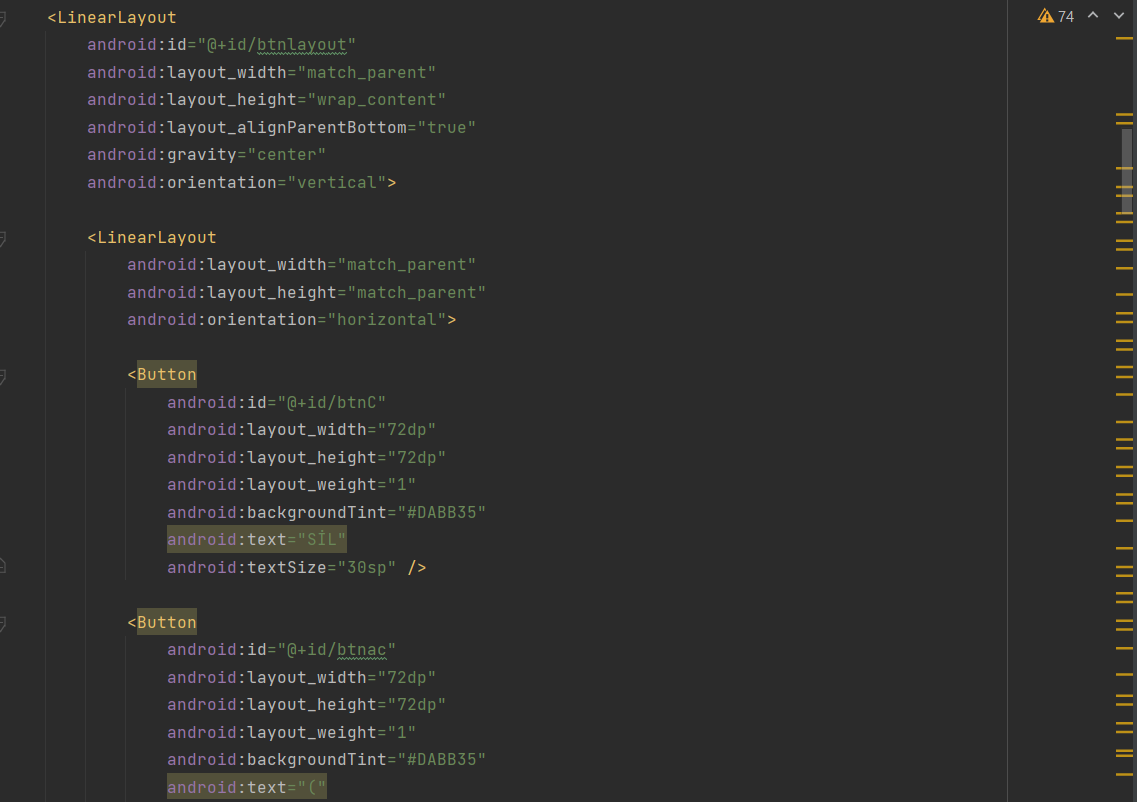 <LinearLayout
74
android:id="@+id/btnlayout"
android:layout_width="match_parent"
android:layout_height="wrap_content"
android:layout_alignParentBottom="true"
android:gravity="center"
android:orientation="vertical">
<LinearLayout
android:layout_width="match_parent"
android:layout_height="match_parent"
android:orientation="horizontal">
<Button
android:id="@+id/btnC"
android:layout_width="72dp"
android:layout_height="72dp"
android:layout_weight="1"
android:backgroundTint="#DABB35"
android:text="SİL"
android:textSize="30sp" />
<Button
android:id="@+id/btnac"
android:layout_width="72dp"
android:layout_height="72dp"
android:layout_weight="1"
android:backgroundTint="#DABB35"
android:text="("